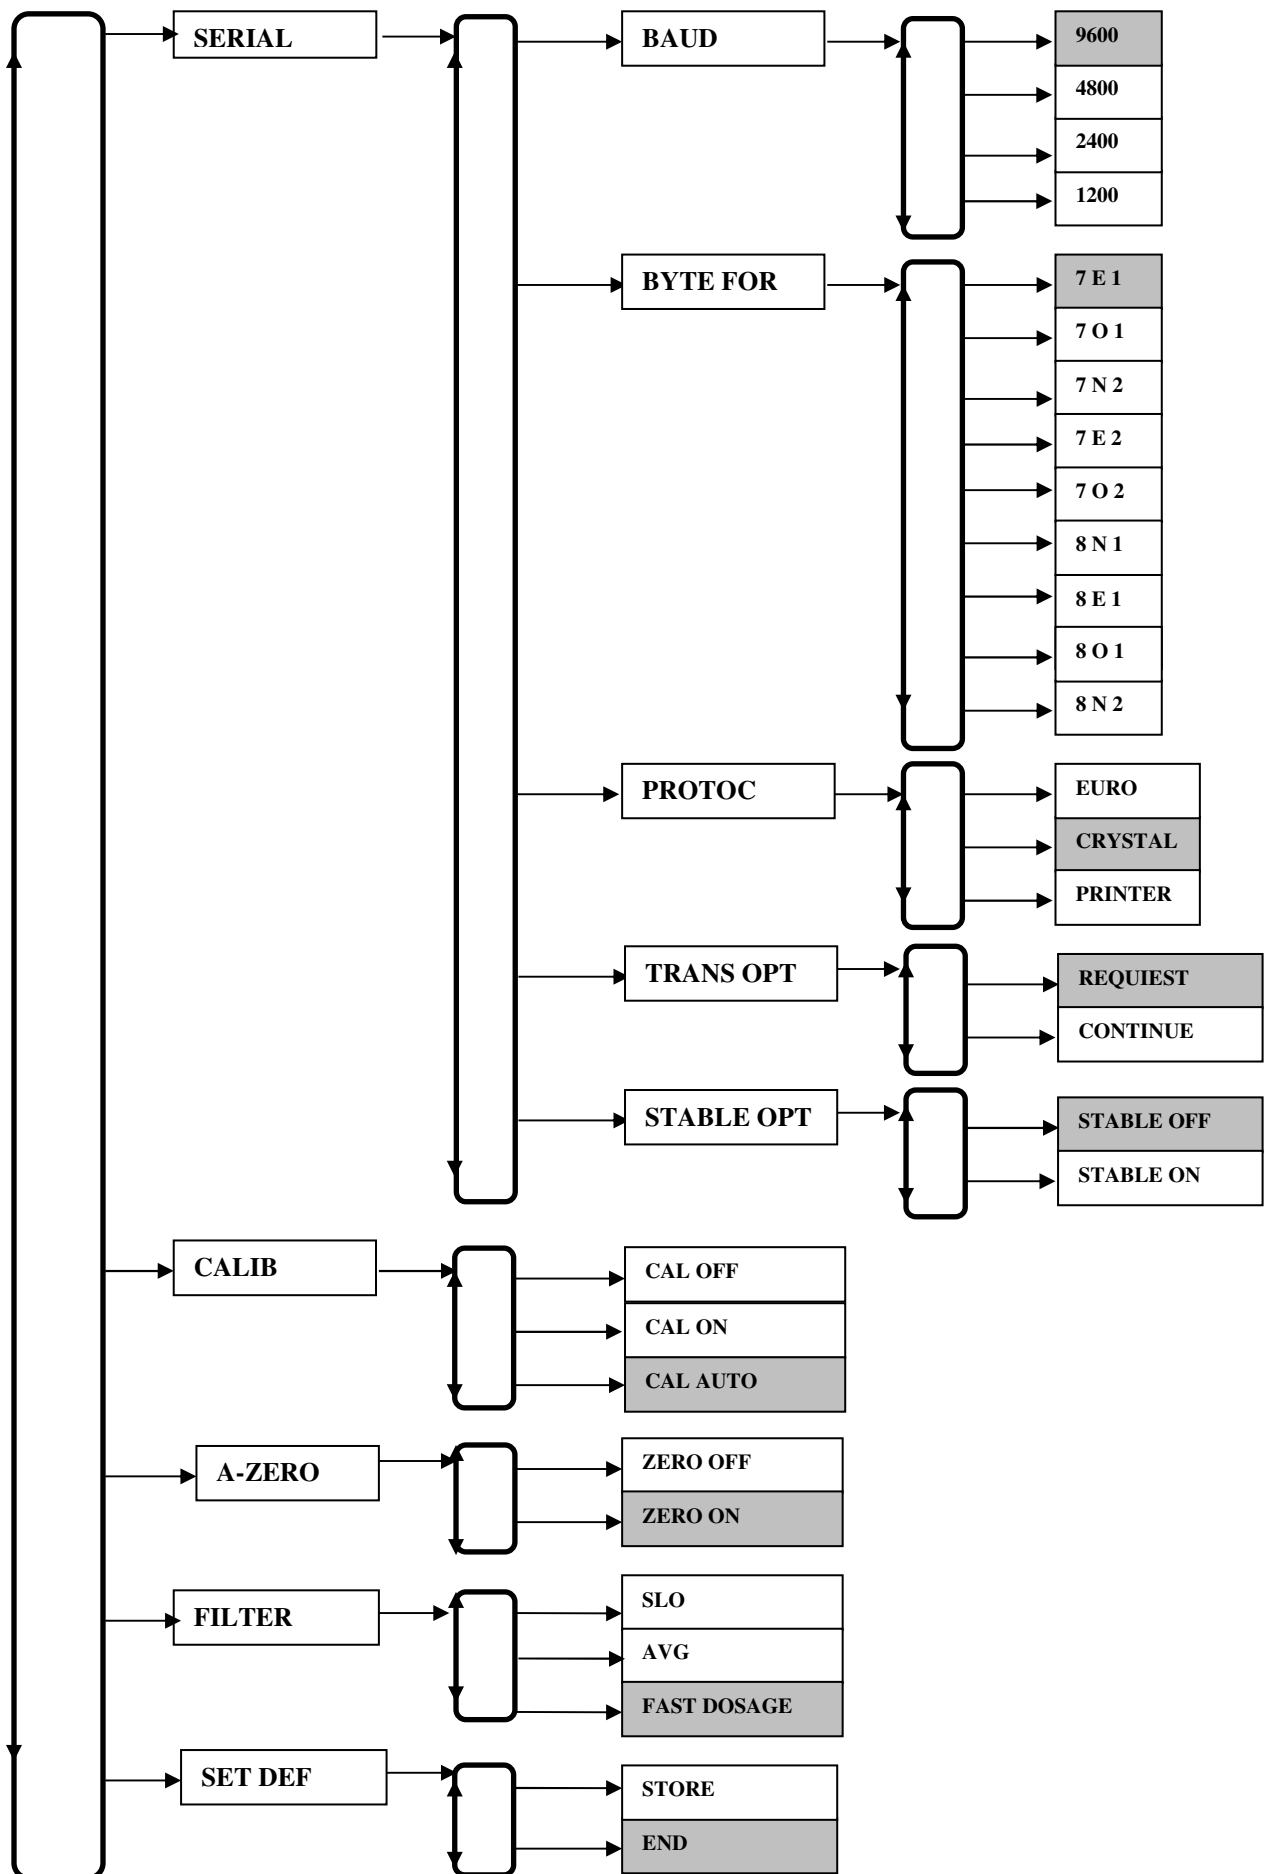 SERIAL
BAUD
9600
4800
2400
1200
BYTE FOR
7 E 1
7 O 1
7 N 2
7 E 2
7 O 2
8 N 1
8 E 1
8 O 1
8 N 2
PROTOC
EURO
CRYSTAL
PRINTER
TRANS OPT
REQUIEST
CONTINUE
STABLE OPT
STABLE OFF
STABLE ON
CALIB
CAL OFF
CAL ON
CAL AUTO
A-ZERO
ZERO OFF
ZERO ON
FILTER
SLO
AVG
FAST DOSAGE
SET DEF
STORE
END